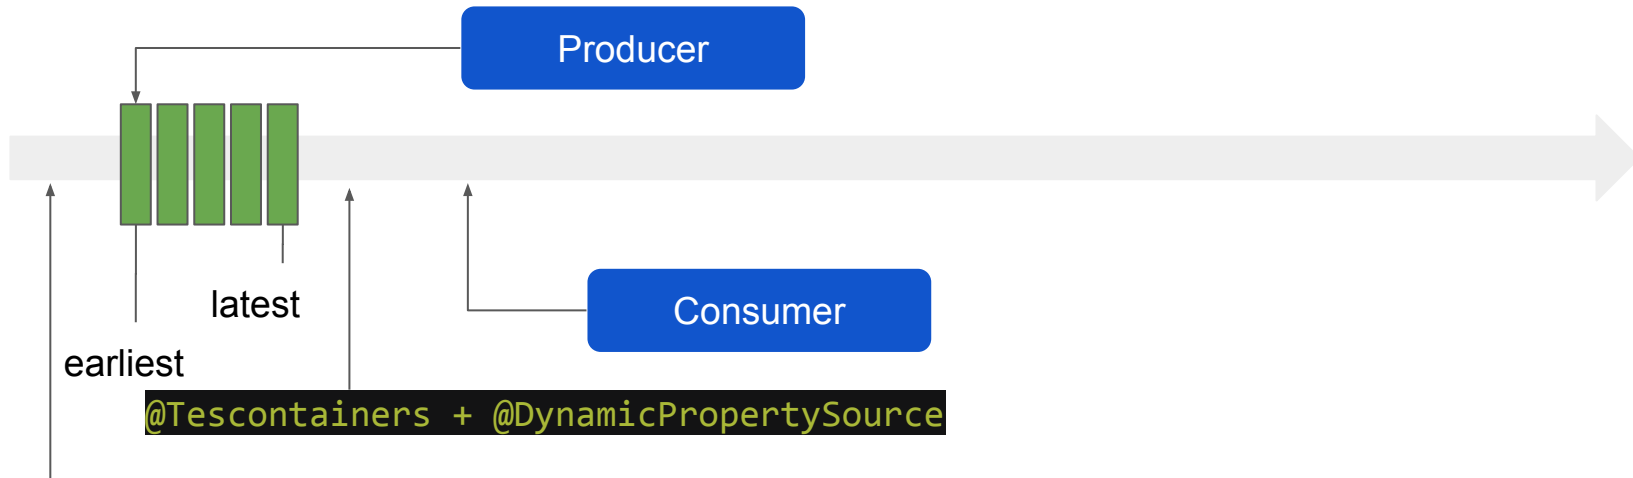 Producer
latest
Consumer
earliest
@Tescontainers + @DynamicPropertySource